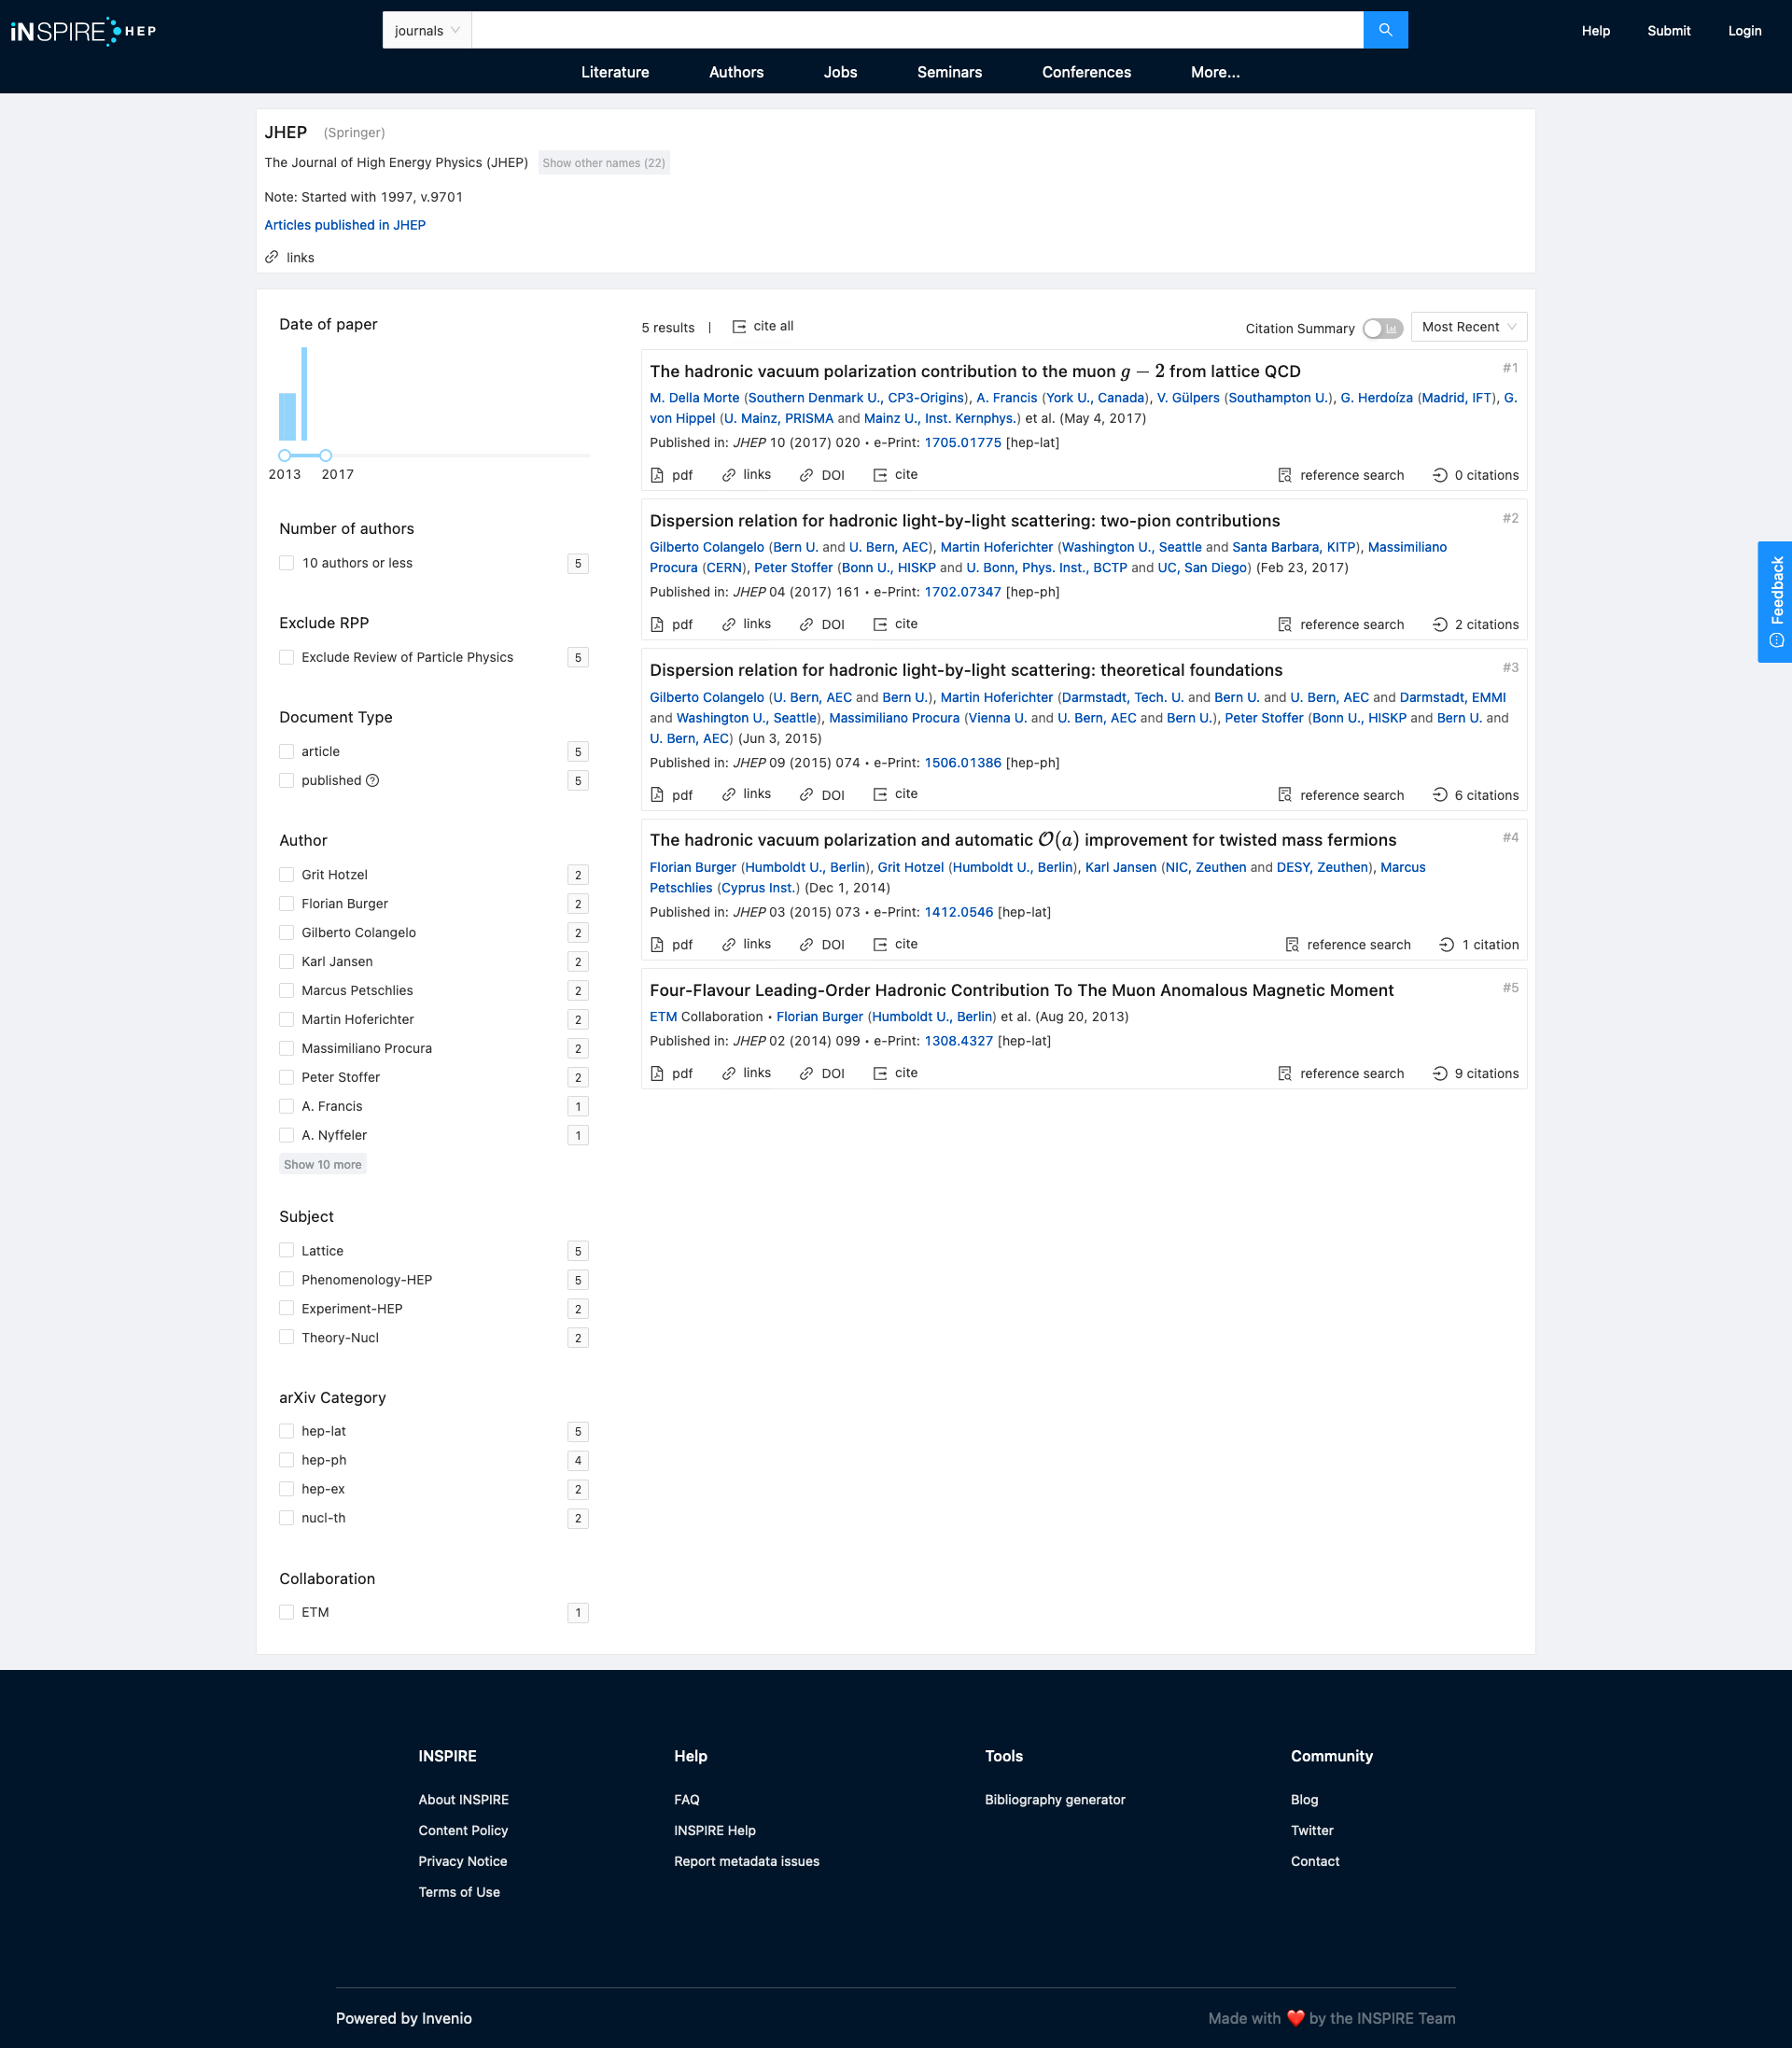 iNSPIRE HEP
journals
Help Submit Login
Literature Authors Jobs Seminars Conferences More...
JHEP (Springer)
The Journal of High Energy Physics (JHEP) Show other names (22)
Note: Started with 1997, v.9701
Articles published in JHEP
links
Date of paper
2013 2017
Number of authors
10 authors or less 5
Exclude RPP
Exclude Review of Particle Physics 5
Document Type
article 5
published 5
Author
Grit Hotzel 2
Florian Burger 2
Gilberto Colangelo 2
Karl Jansen 2
Marcus Petschlies 2
Martin Hoferichter 2
Massimiliano Procura 2
Peter Stoffer 2
A. Francis 1
A. Nyffeler 1
Show 10 more
Subject
Lattice 5
Phenomenology-HEP 5
Experiment-HEP 2
Theory-Nucl 2
arXiv Category
hep-lat 5
hep-ph 4
hep-ex 2
nucl-th 2
Collaboration
ETM 1
5 results | cite all
Citation Summary Most Recent
The hadronic vacuum polarization contribution to the muon g − 2 from lattice QCD #1
M. Della Morte (Southern Denmark U., CP3-Origins), A. Francis (York U., Canada), V. Gülpers (Southampton U.), G. Herdoíza (Madrid, IFT), G.
von Hippel (U. Mainz, PRISMA and Mainz U., Inst. Kernphys.) et al. (May 4, 2017)
Published in: JHEP 10 (2017) 020 • e-Print: 1705.01775 [hep-lat]
pdf links DOI cite reference search 0 citations
Dispersion relation for hadronic light-by-light scattering: two-pion contributions #2
Gilberto Colangelo (Bern U. and U. Bern, AEC), Martin Hoferichter (Washington U., Seattle and Santa Barbara, KITP), Massimiliano
Procura (CERN), Peter Stoffer (Bonn U., HISKP and U. Bonn, Phys. Inst., BCTP and UC, San Diego) (Feb 23, 2017)
Published in: JHEP 04 (2017) 161 • e-Print: 1702.07347 [hep-ph]
pdf links DOI cite reference search 2 citations
Dispersion relation for hadronic light-by-light scattering: theoretical foundations #3
Gilberto Colangelo (U. Bern, AEC and Bern U.), Martin Hoferichter (Darmstadt, Tech. U. and Bern U. and U. Bern, AEC and Darmstadt, EMMI
and Washington U., Seattle), Massimiliano Procura (Vienna U. and U. Bern, AEC and Bern U.), Peter Stoffer (Bonn U., HISKP and Bern U. and
U. Bern, AEC) (Jun 3, 2015)
Published in: JHEP 09 (2015) 074 • e-Print: 1506.01386 [hep-ph]
pdf links DOI cite reference search 6 citations
The hadronic vacuum polarization and automatic 𝒪(a) improvement for twisted mass fermions #4
Florian Burger (Humboldt U., Berlin), Grit Hotzel (Humboldt U., Berlin), Karl Jansen (NIC, Zeuthen and DESY, Zeuthen), Marcus
Petschlies (Cyprus Inst.) (Dec 1, 2014)
Published in: JHEP 03 (2015) 073 • e-Print: 1412.0546 [hep-lat]
pdf links DOI cite reference search 1 citation
Four-Flavour Leading-Order Hadronic Contribution To The Muon Anomalous Magnetic Moment #5
ETM Collaboration • Florian Burger (Humboldt U., Berlin) et al. (Aug 20, 2013)
Published in: JHEP 02 (2014) 099 • e-Print: 1308.4327 [hep-lat]
pdf links DOI cite reference search 9 citations
Feedback
INSPIRE
About INSPIRE
Content Policy
Privacy Notice
Terms of Use
Help
FAQ
INSPIRE Help
Report metadata issues
Tools
Bibliography generator
Community
Blog
Twitter
Contact
Powered by Invenio
Made with ❤️ by the INSPIRE Team